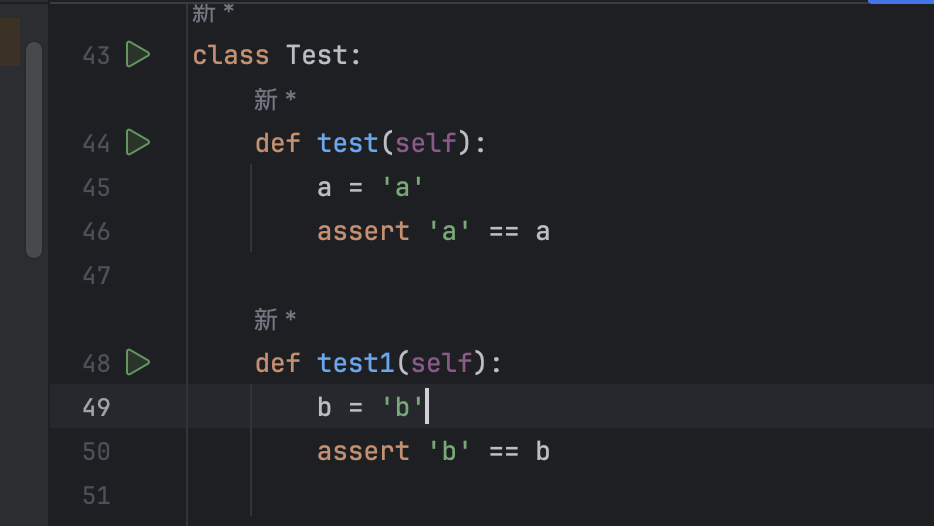 新 *
43 class Test:
新 *
44 def test(self):
45 a = 'a'
46 assert 'a' == a
47
新 *
48 def test1(self):
49 b = 'b'
50 assert 'b' == b
51